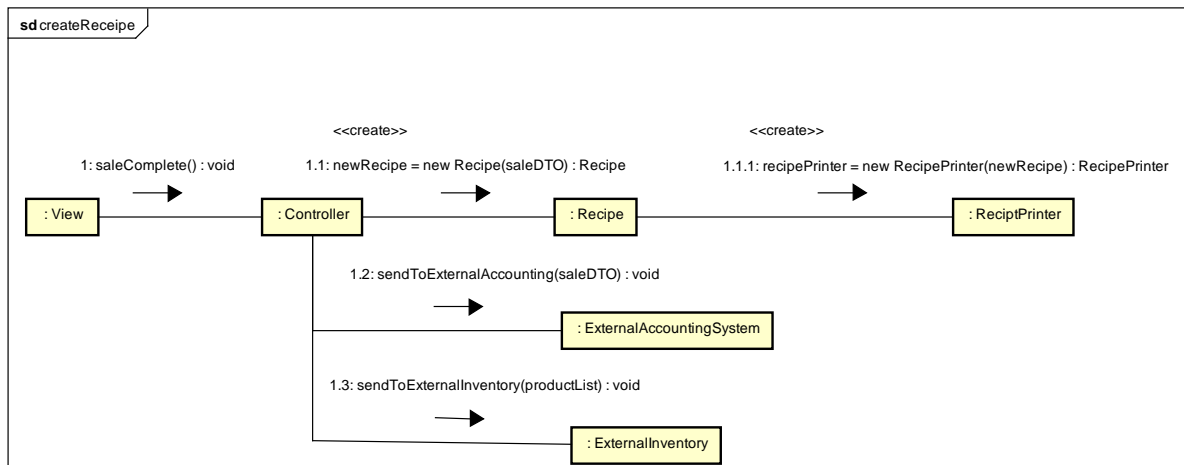 sd createReceipe
<<create>>
<<create>>
1: saleComplete() : void
1.1: newRecipe = new Recipe(saleDTO) : Recipe
1.1.1: recipePrinter = new RecipePrinter(newRecipe) : RecipePrinter
: View
: Controller
: Recipe
: ReciptPrinter
1.2: sendToExternalAccounting(saleDTO) : void
: ExternalAccountingSystem
1.3: sendToExternalInventory(productList) : void
: ExternalInventory